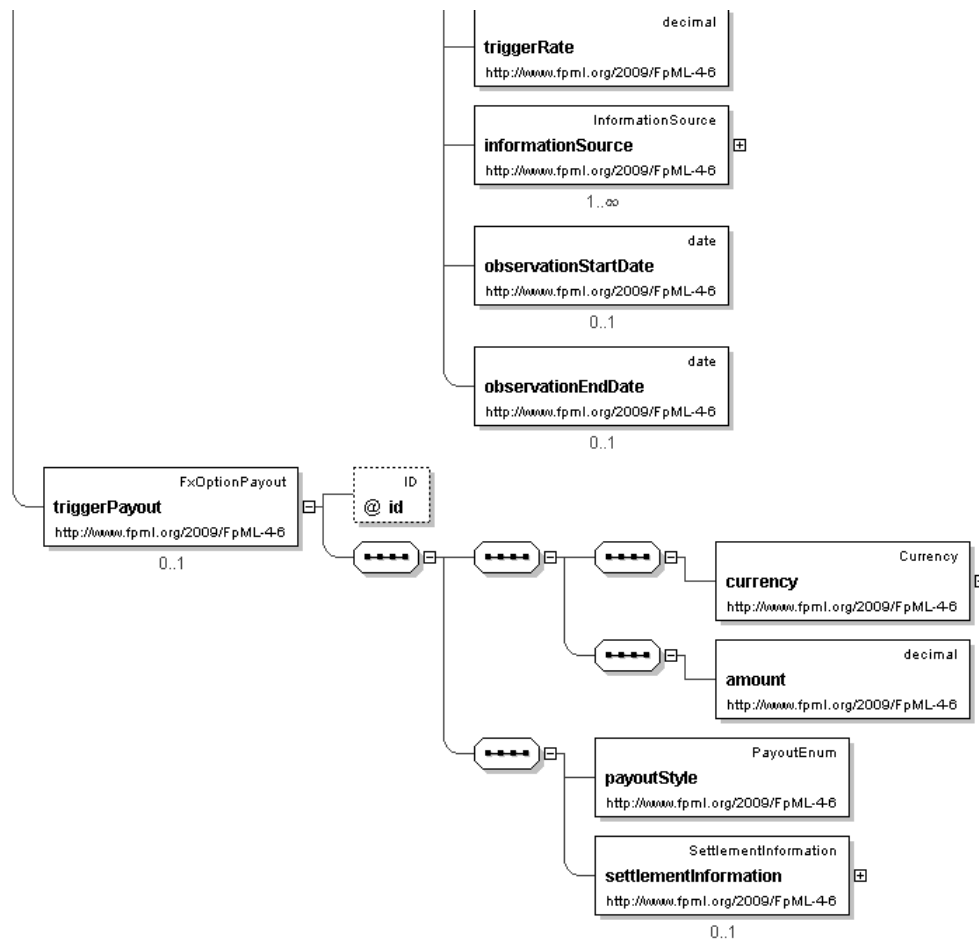 decimal
triggerRate
http://www.fpml.org/2009/FpML-4-6
InformationSource
informationSource
http://www.fpml.org/2009/FpML-4-6
1..∞
date
observationStartDate
http://www.fpml.org/2009/FpML-4-6
0..1
date
observationEndDate
http://www.fpml.org/2009/FpML-4-6
0..1
FxOptionPayout
triggerPayout
http://www.fpml.org/2009/FpML-4-6
0..1
ID
@ id
Currency
currency
http://www.fpml.org/2009/FpML-4-6
decimal
amount
http://www.fpml.org/2009/FpML-4-6
PayoutEnum
payoutStyle
http://www.fpml.org/2009/FpML-4-6
SettlementInformation
settlementInformation
http://www.fpml.org/2009/FpML-4-6
0..1